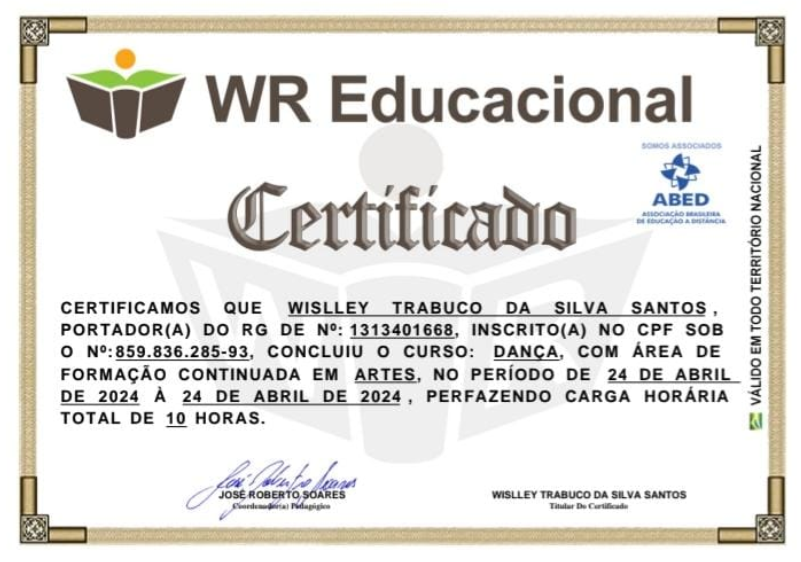 WR Educacional
SOMOS ASSOCIADOS
ABED
ASSOCIAÇÃO BRASILEIRA
DE EDUCAÇÃO A DISTÂNCIA
Certificado
CERTIFICAMOS QUE WISLLEY TRABUCO DA SILVA SANTOS,
PORTADOR(A) DO RG DE Nº: 1313401668, INSCRITO(A) NO CPF SOB
O Nº:859.836.285-93, CONCLUIU O CURSO: DANÇA, COM ÁREA DE
FORMAÇÃO CONTINUADA EM ARTES, NO PERÍODO DE 24 DE ABRIL
DE 2024 À 24 DE ABRIL DE 2024, PERFAZENDO CARGA HORÁRIA
TOTAL DE 10 HORAS.
VÁLIDO EM TODO TERRITÓRIO NACIONAL
José Roberto Soares
JOSÉ ROBERTO SOARES
Coordenador(a) Pedagógico
WISLLEY TRABUCO DA SILVA SANTOS
Titular Do Certificado